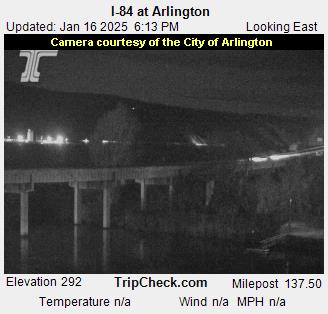 I-84 at Arlington
Updated: Jan 16 2025  6:13 PM Looking East
Camera courtesy of the City of Arlington
Elevation 292 TripCheck.com Milepost 137.50
Temperature n/a Wind n/a MPH n/a